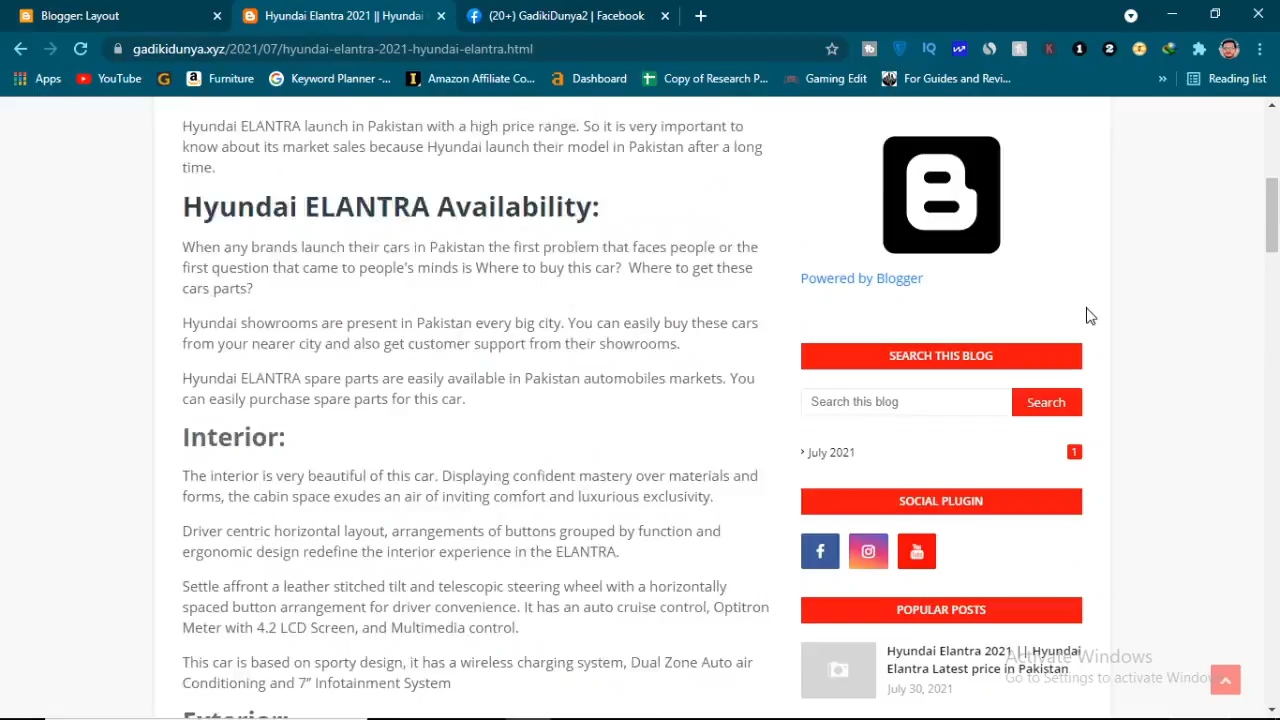 Blogger: Layout
Hyundai Elantra 2021 || Hyundai
(20+) GadikiDunya2 | Facebook
gadikidunya.xyz/2021/07/hyundai-elantra-2021-hyundai-elantra.html
Apps
YouTube
Furniture
Keyword Planner -...
Amazon Affiliate Co...
Dashboard
Copy of Research P...
Gaming Edit
For Guides and Revi...
»
Reading list
Hyundai ELANTRA launch in Pakistan with a high price range. So it is very important to
know about its market sales because Hyundai launch their model in Pakistan after a long
time.
Hyundai ELANTRA Availability:
When any brands launch their cars in Pakistan the first problem that faces people or the
first question that came to people's minds is Where to buy this car?  Where to get these
cars parts?
Hyundai showrooms are present in Pakistan every big city. You can easily buy these cars
from your nearer city and also get customer support from their showrooms.
Hyundai ELANTRA spare parts are easily available in Pakistan automobiles markets. You
can easily purchase spare parts for this car.
Interior:
The interior is very beautiful of this car. Displaying confident mastery over materials and
forms, the cabin space exudes an air of inviting comfort and luxurious exclusivity.
Driver centric horizontal layout, arrangements of buttons grouped by function and
ergonomic design redefine the interior experience in the ELANTRA.
Settle affront a leather stitched tilt and telescopic steering wheel with a horizontally
spaced button arrangement for driver convenience. It has an auto cruise control, Optitron
Meter with 4.2 LCD Screen, and Multimedia control.
This car is based on sporty design, it has a wireless charging system, Dual Zone Auto air
Conditioning and 7” Infotainment System
Exterior:
Powered by Blogger
SEARCH THIS BLOG
Search this blog
Search
July 2021
1
SOCIAL PLUGIN
POPULAR POSTS
Hyundai Elantra 2021 || Hyundai
Elantra Latest price in Pakistan
July 30, 2021
Activate Windows
Go to Settings to activate Windows